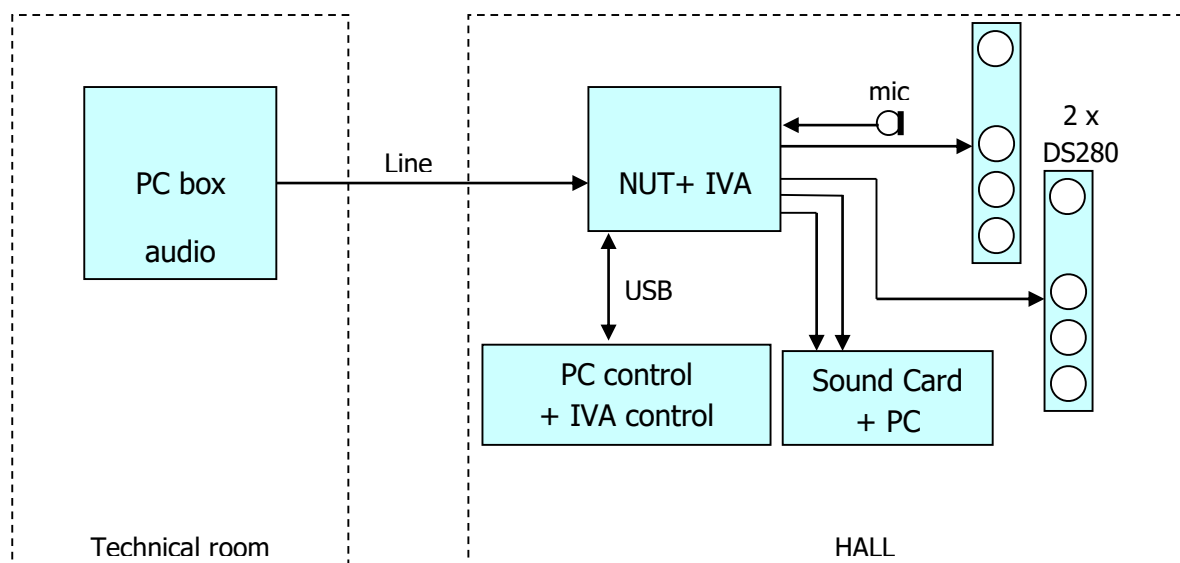 PC box
audio
Line
NUT+ IVA
mic
2 x
DS280
USB
PC control
+ IVA control
Sound Card
+ PC
Technical room
HALL